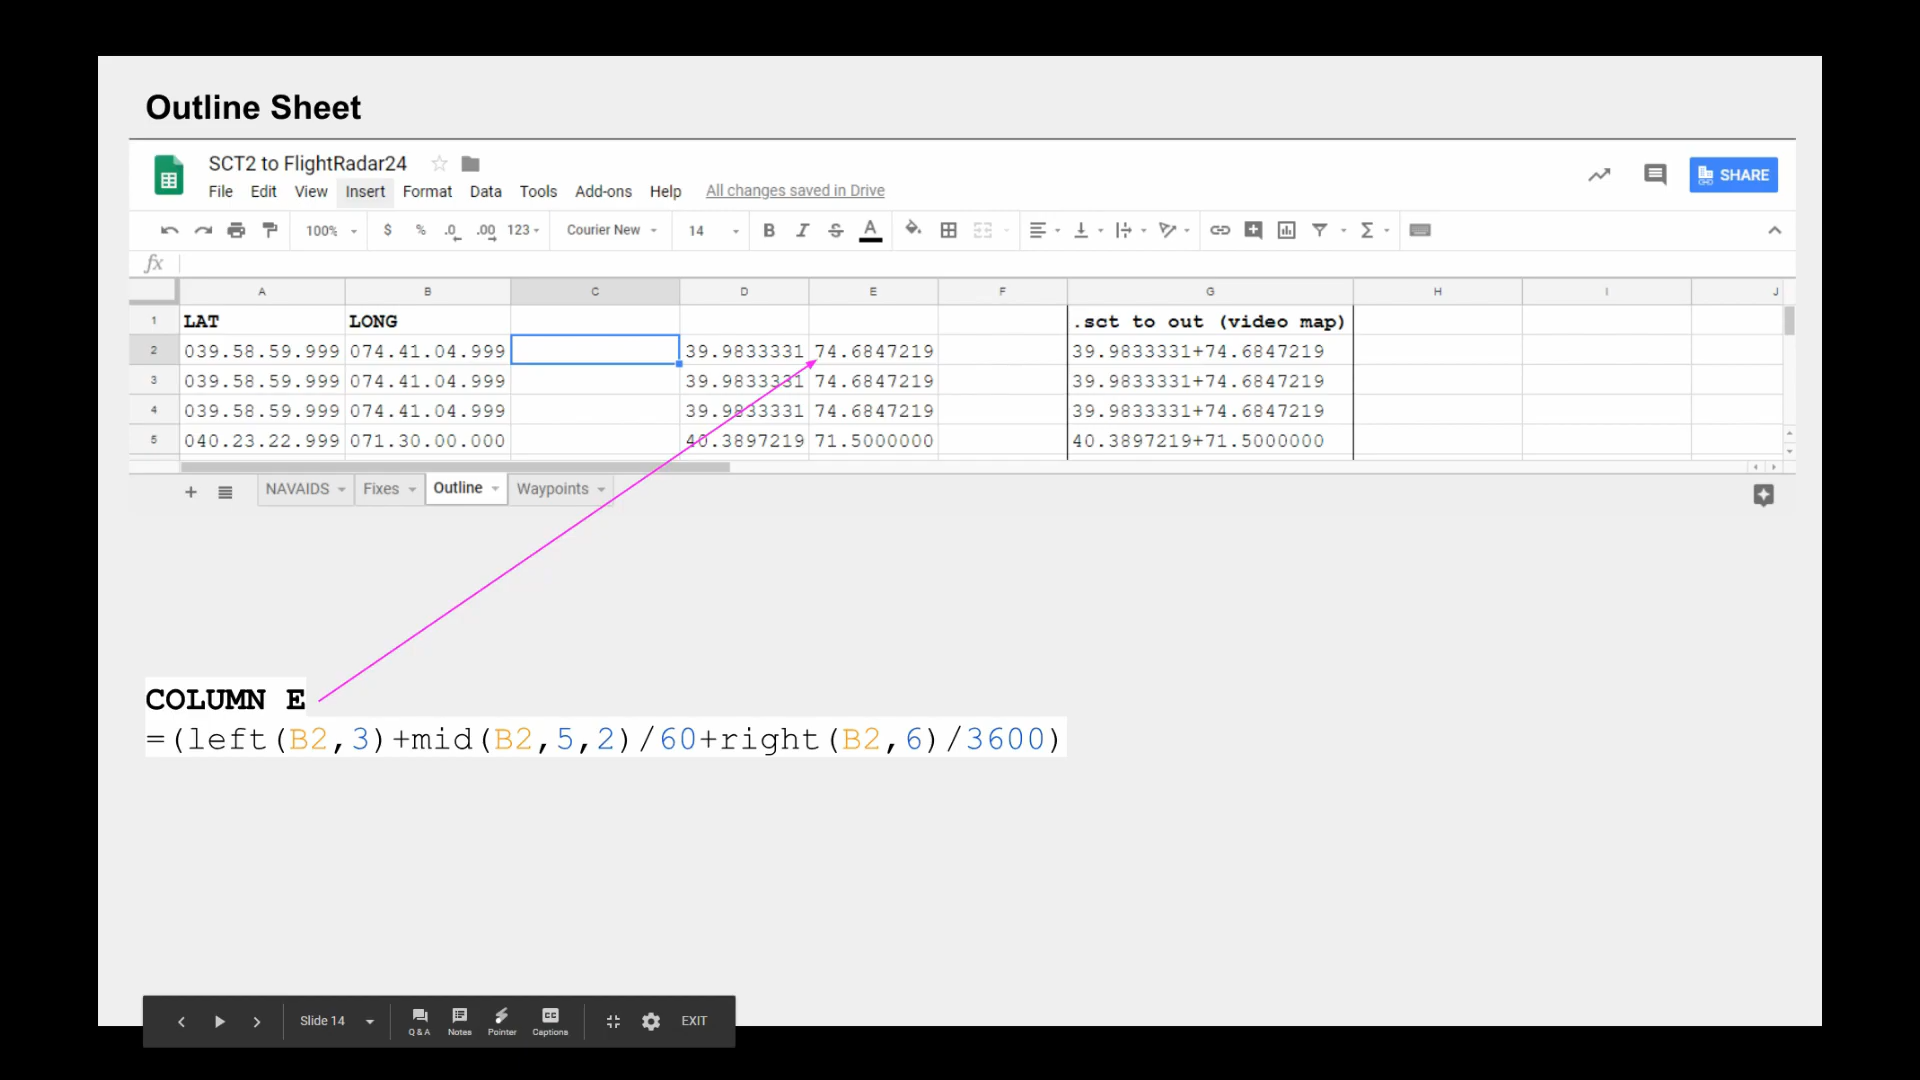 Outline Sheet
SCT2 to FlightRadar24
File Edit View Insert Format Data Tools Add-ons Help All changes saved in Drive
SHARE
100% $ % .0 .00 123 Courier New 14 B I S A Σ
fx
A B C D E F G H I J
1 LAT LONG .sct to out (video map)
2 039.58.59.999 074.41.04.999 39.9833331 74.6847219 39.9833331+74.6847219
3 039.58.59.999 074.41.04.999 39.9833331 74.6847219 39.9833331+74.6847219
4 039.58.59.999 074.41.04.999 39.9833331 74.6847219 39.9833331+74.6847219
5 040.23.22.999 071.30.00.000 40.3897219 71.5000000 40.3897219+71.5000000
+ NAVAIDS Fixes Outline Waypoints
COLUMN E
=(left(B2,3)+mid(B2,5,2)/60+right(B2,6)/3600)
Slide 14 Q & A Notes Pointer CC Captions EXIT